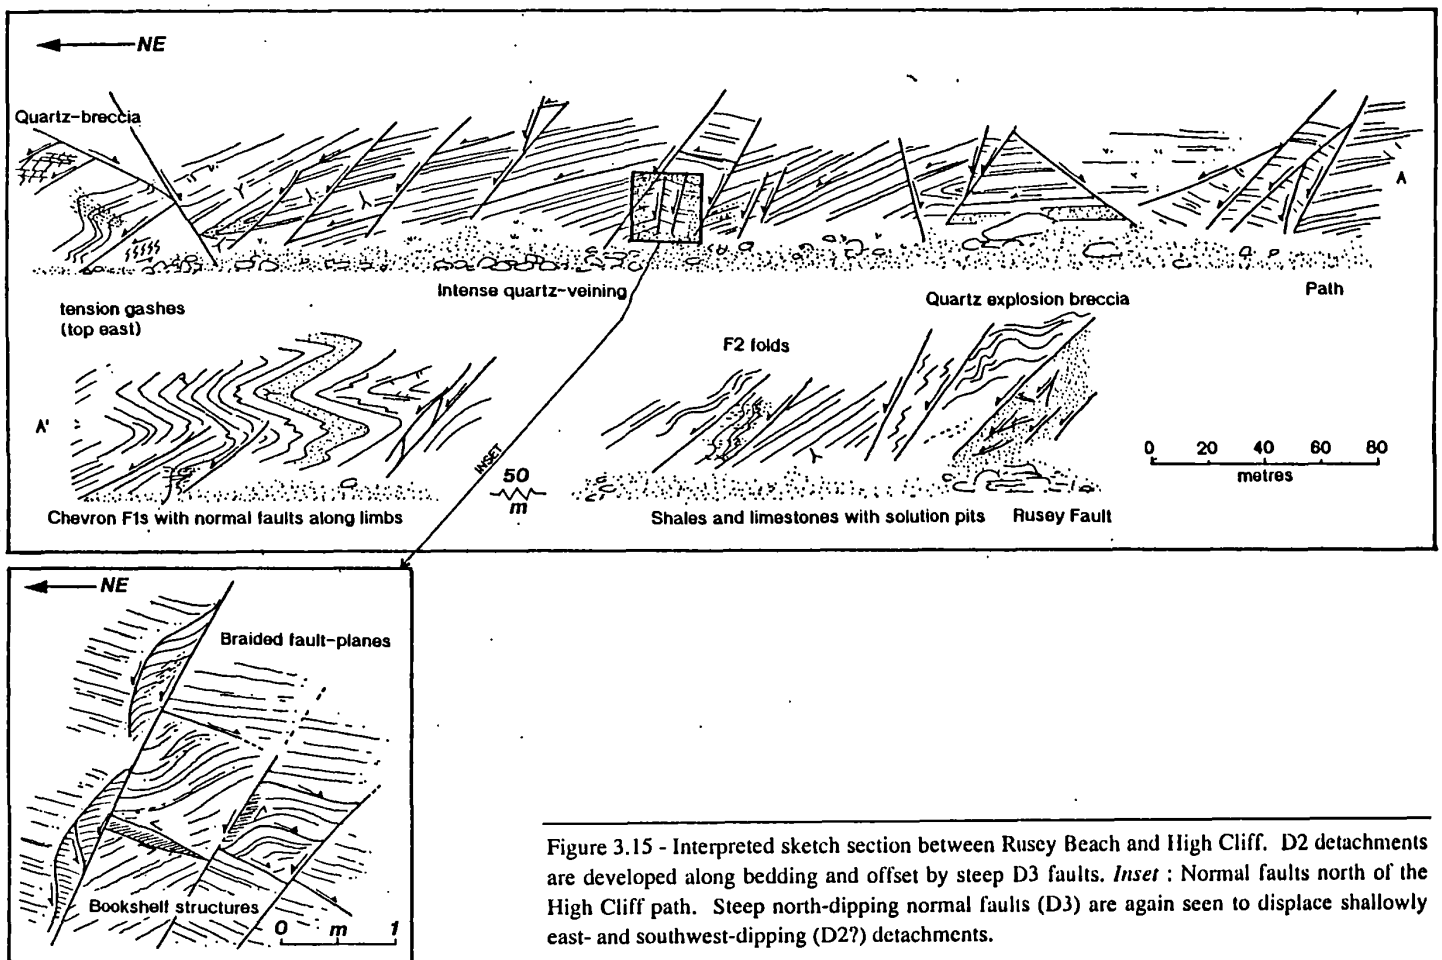 NE
Quartz-breccia
A
Intense quartz-veining
Path
tension gashes
(top east)
Quartz explosion breccia
F2 folds
A'
INSET
50
m
0 20 40 60 80
metres
Chevron F1s with normal faults along limbs
Shales and limestones with solution pits
Rusey Fault
NE
Braided fault-planes
Bookshelf structures
0 m 1
Figure 3.15 - Interpreted sketch section between Rusey Beach and High Cliff. D2 detachments
are developed along bedding and offset by steep D3 faults. Inset : Normal faults north of the
High Cliff path. Steep north-dipping normal faults (D3) are again seen to displace shallowly
east- and southwest-dipping (D2?) detachments.